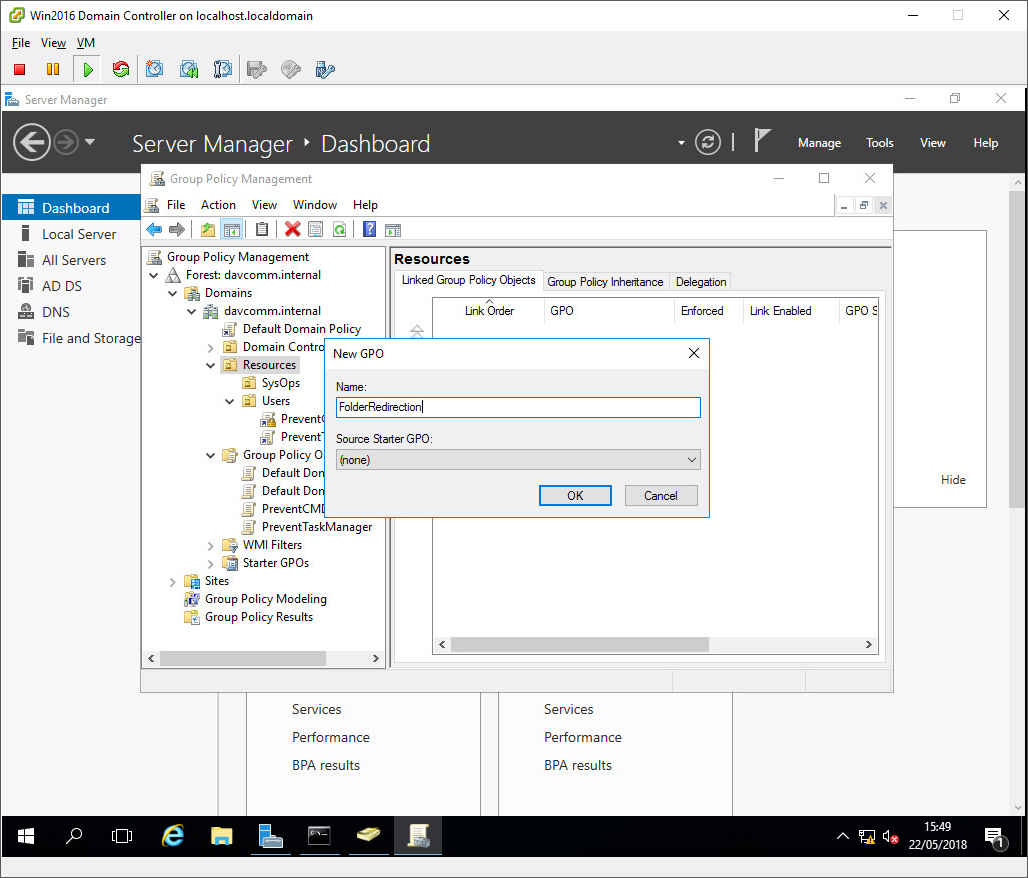 Win2016 Domain Controller on localhost.localdomain
File View VM
Server Manager
Server Manager Dashboard
Manage Tools View Help
Dashboard
Local Server
All Servers
AD DS
DNS
File and Storage
Group Policy Management
File Action View Window Help
Group Policy Management
Forest: davcomm.internal
Domains
davcomm.internal
Default Domain Policy
Domain Contro
Resources
SysOps
Users
Prevent
PreventT
Group Policy O
Default Don
Default Don
PreventCMD
PreventTaskManager
WMI Filters
Starter GPOs
Sites
Group Policy Modeling
Group Policy Results
Resources
Linked Group Policy Objects Group Policy Inheritance Delegation
Link Order GPO Enforced Link Enabled GPO S
New GPO
Name:
FolderRedirection
Source Starter GPO:
(none)
OK Cancel
Hide
Services
Performance
BPA results
Services
Performance
BPA results
15:49
22/05/2018
1